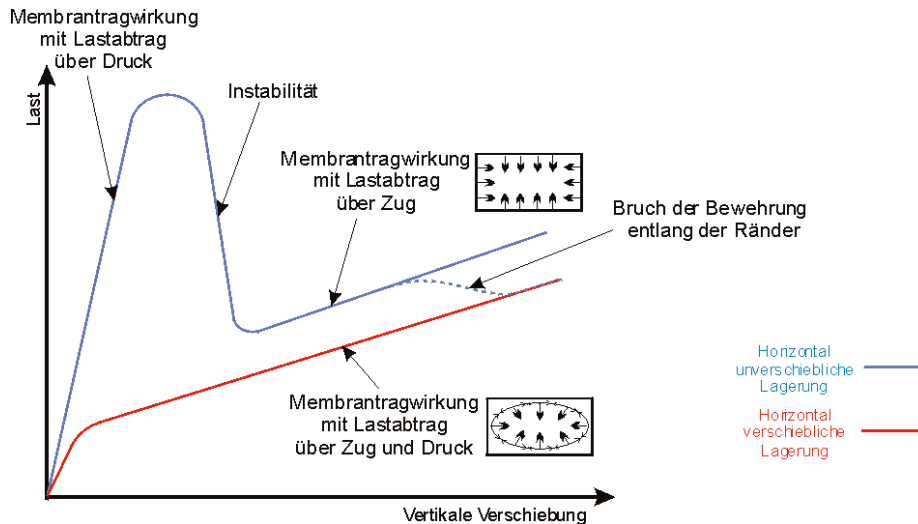 Membrantragwirkung
mit Lastabtrag
über Druck
Last
Instabilität
Membrantragwirkung
mit Lastabtrag
über Zug
Bruch der Bewehrung
entlang der Ränder
Membrantragwirkung
mit Lastabtrag
über Zug und Druck
Horizontal
unverschiebliche
Lagerung
Horizontal
verschiebliche
Lagerung
Vertikale Verschiebung